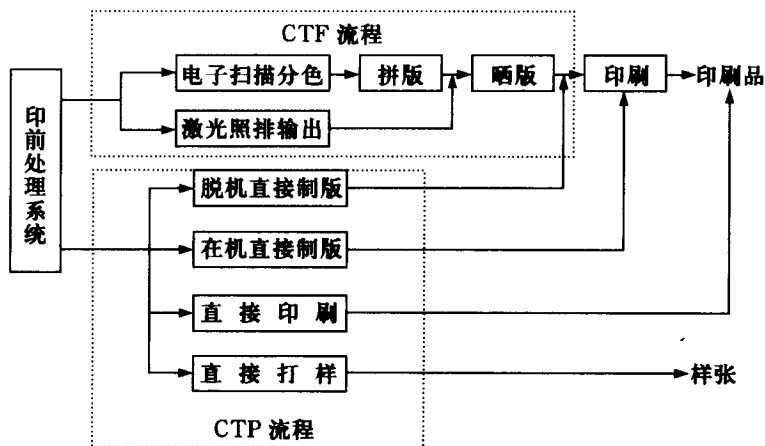 CTF 流程
电子扫描分色
拼版
晒版
印刷
印刷品
激光照排输出
印前处理系统
脱机直接制版
在机直接制版
直接印刷
直接打样
样张
CTP 流程